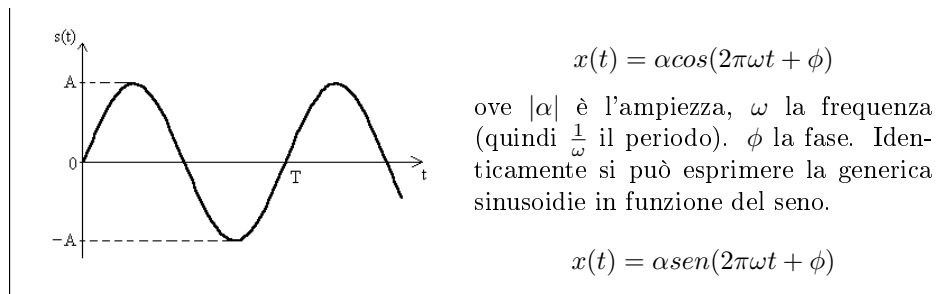 s(t)
A
0
T
t
−A
x(t) = αcos(2πωt + ϕ)
ove |α| è l'ampiezza, ω la frequenza
(quindi 1/ω il periodo). ϕ la fase. Iden-
ticamente si può esprimere la generica
sinusoidie in funzione del seno.
x(t) = αsen(2πωt + ϕ)